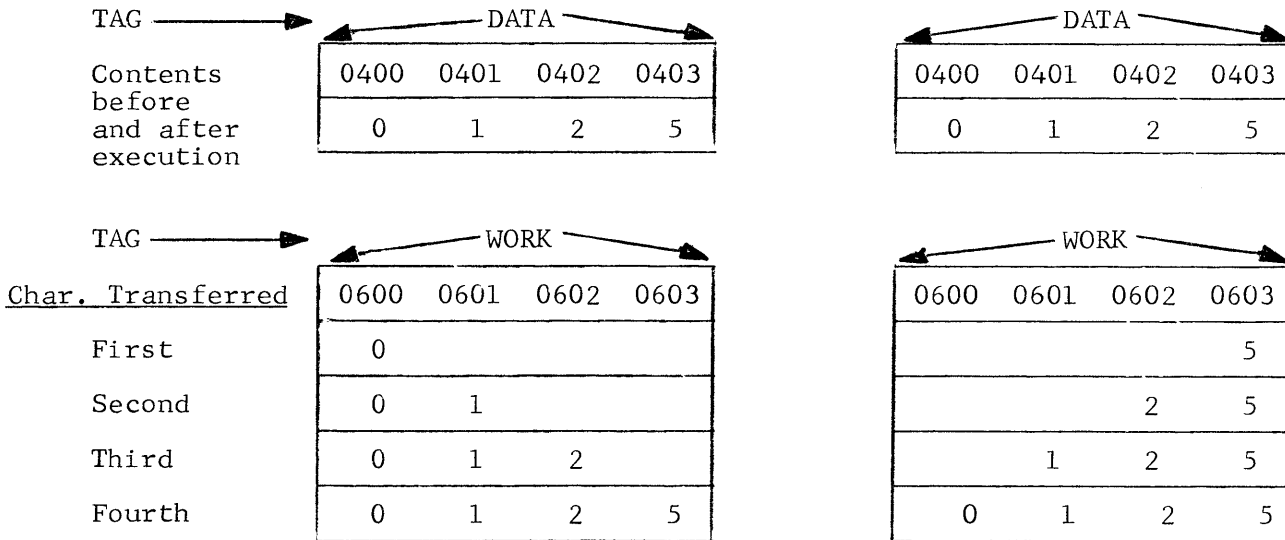 TAG DATA DATA
Contents before and after execution
0400 0401 0402 0403 0400 0401 0402 0403
0 1 2 5 0 1 2 5
TAG WORK WORK
Char. Transferred 0600 0601 0602 0603 0600 0601 0602 0603
First 0 5
Second 0 1 2 5
Third 0 1 2 1 2 5
Fourth 0 1 2 5 0 1 2 5